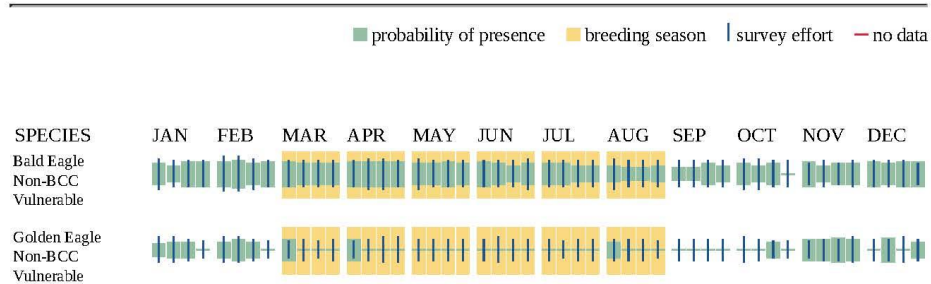 probability of presence breeding season survey effort no data
SPECIES JAN FEB MAR APR MAY JUN JUL AUG SEP OCT NOV DEC
Bald Eagle
Non-BCC
Vulnerable
Golden Eagle
Non-BCC
Vulnerable